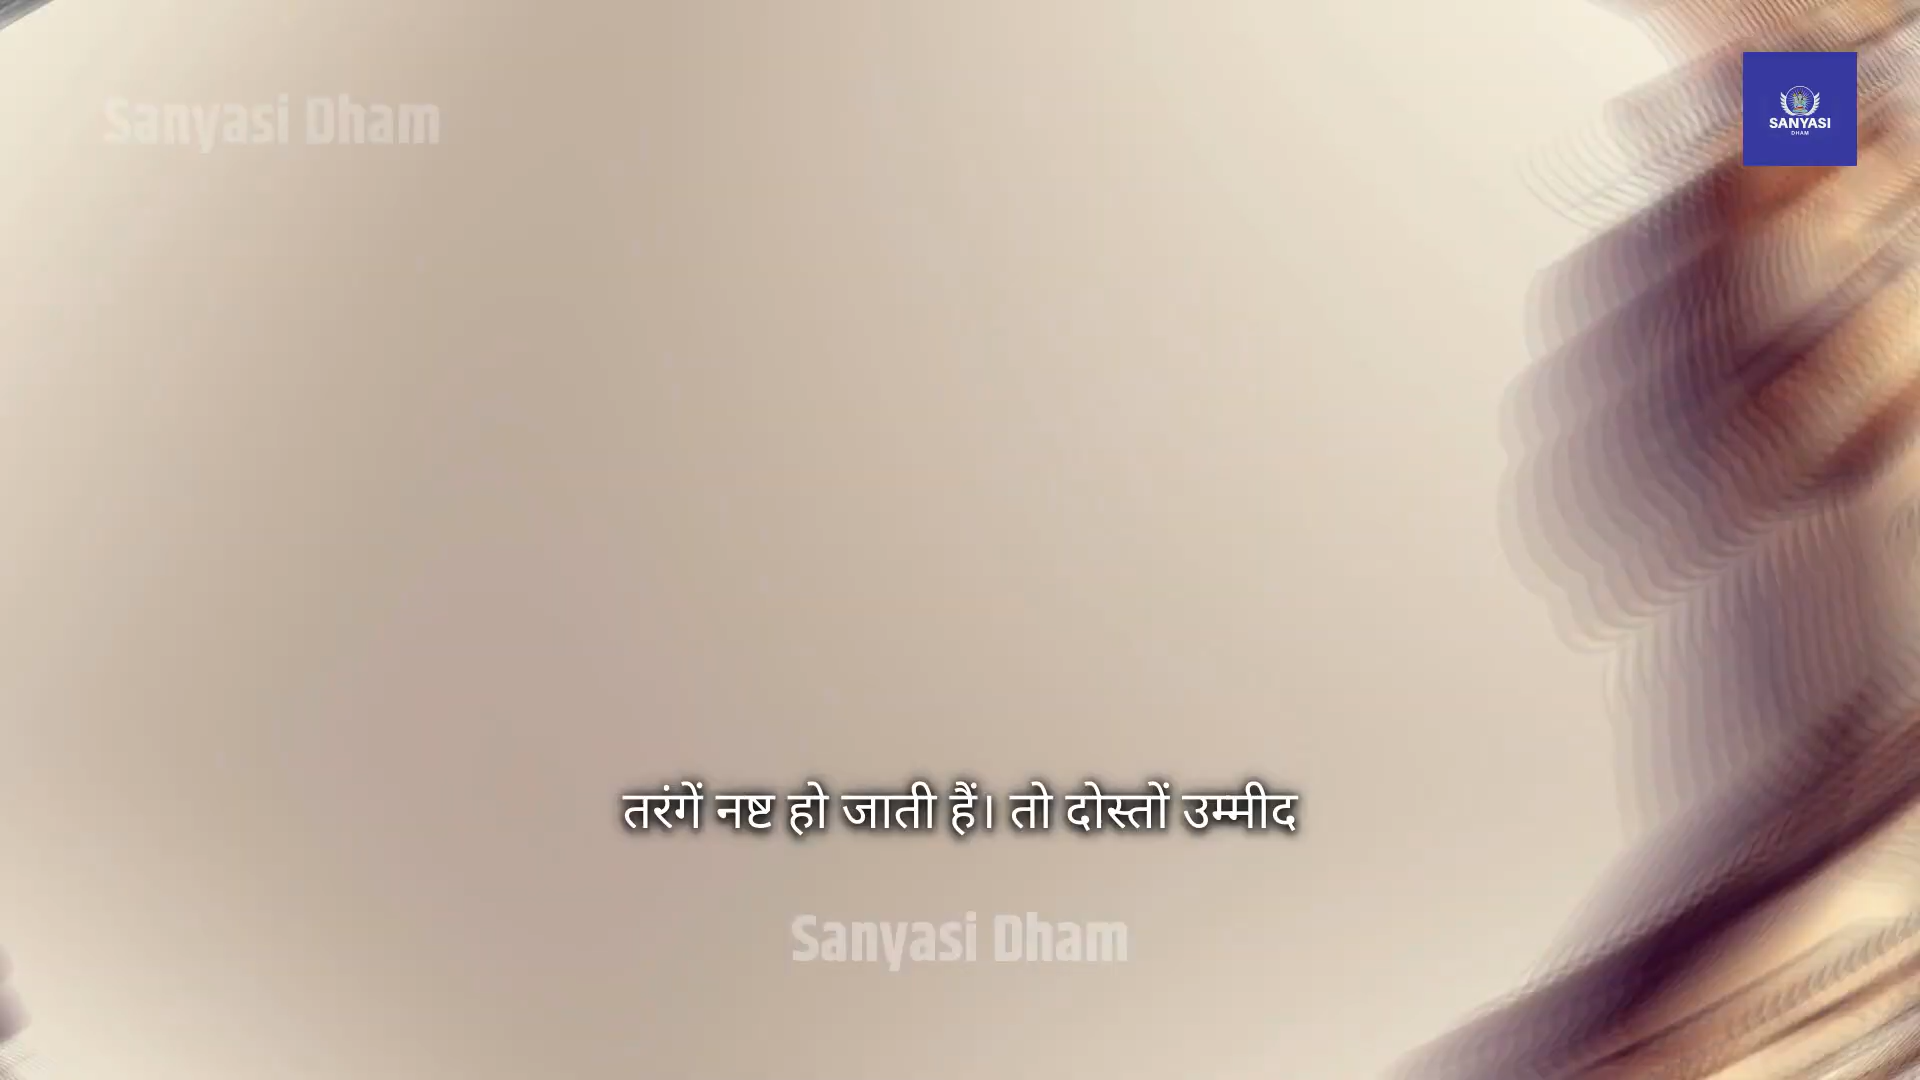 Sanyasi Dham
SANYASI
DHAM
तरंगें नष्ट हो जाती हैं। तो दोस्तों उम्मीद
Sanyasi Dham